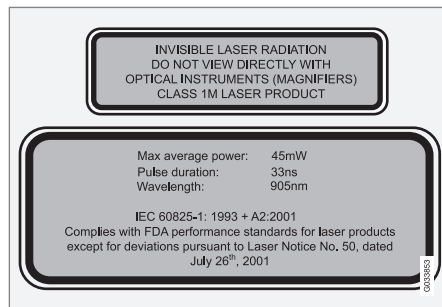 INVISIBLE LASER RADIATION
DO NOT VIEW DIRECTLY WITH
OPTICAL INSTRUMENTS (MAGNIFIERS)
CLASS 1M LASER PRODUCT
Max average power: 45mW
Pulse duration: 33ns
Wavelength: 905nm
IEC 60825-1: 1993 + A2:2001
Complies with FDA performance standards for laser products
except for deviations pursuant to Laser Notice No. 50, dated
July 26th, 2001
G033853